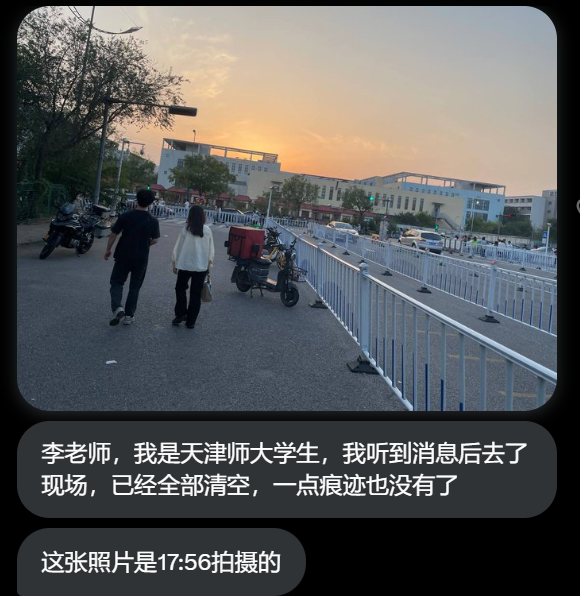 李老师，我是天津师大学生，我听到消息后去了
现场，已经全部清空，一点痕迹也没有了
这张照片是17:56拍摄的